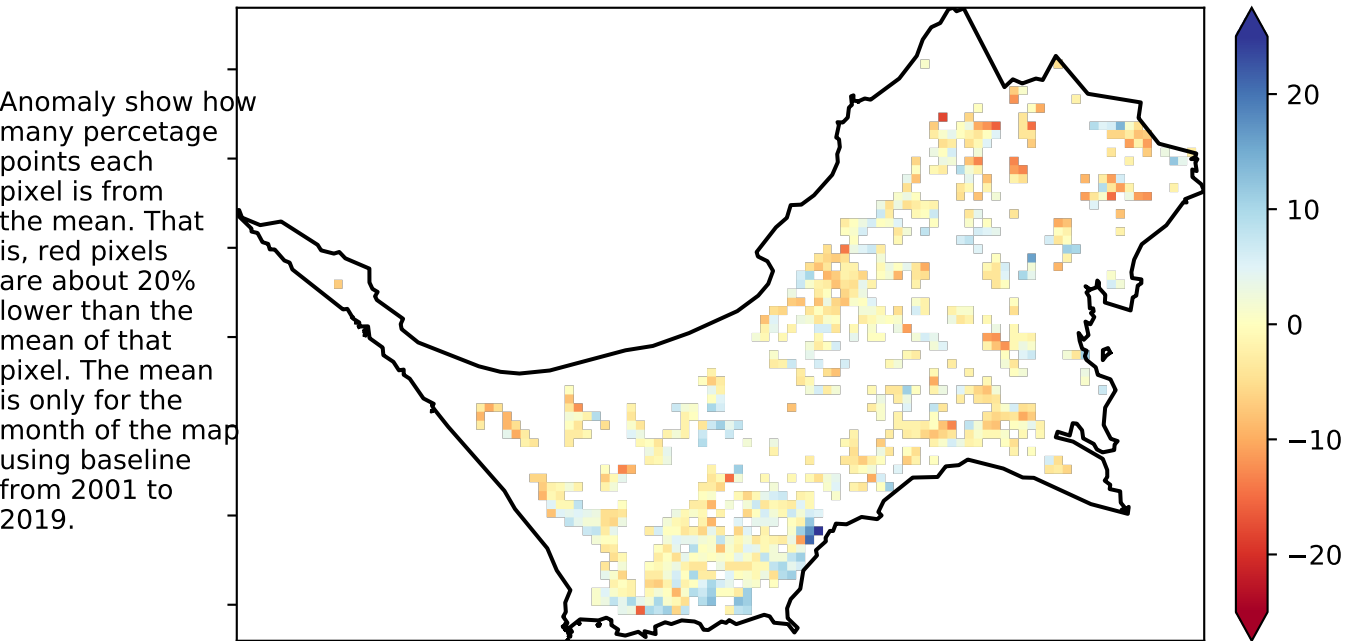 Anomaly show how
many percetage
points each
pixel is from
the mean. That
is, red pixels
are about 20%
lower than the
mean of that
pixel. The mean
is only for the
month of the map
using baseline
from 2001 to
2019.
20
10
0
−10
−20